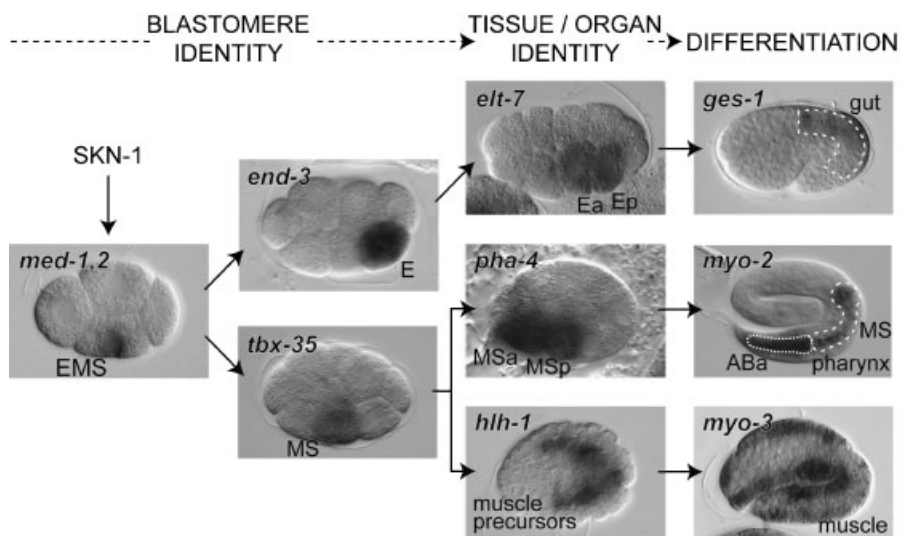 BLASTOMERE
IDENTITY
TISSUE / ORGAN
IDENTITY
DIFFERENTIATION
SKN-1
med-1,2
EMS
end-3
E
tbx-35
MS
elt-7
Ea Ep
ges-1
gut
pha-4
MSa
MSp
myo-2
MS
ABa
pharynx
hlh-1
muscle
precursors
myo-3
muscle